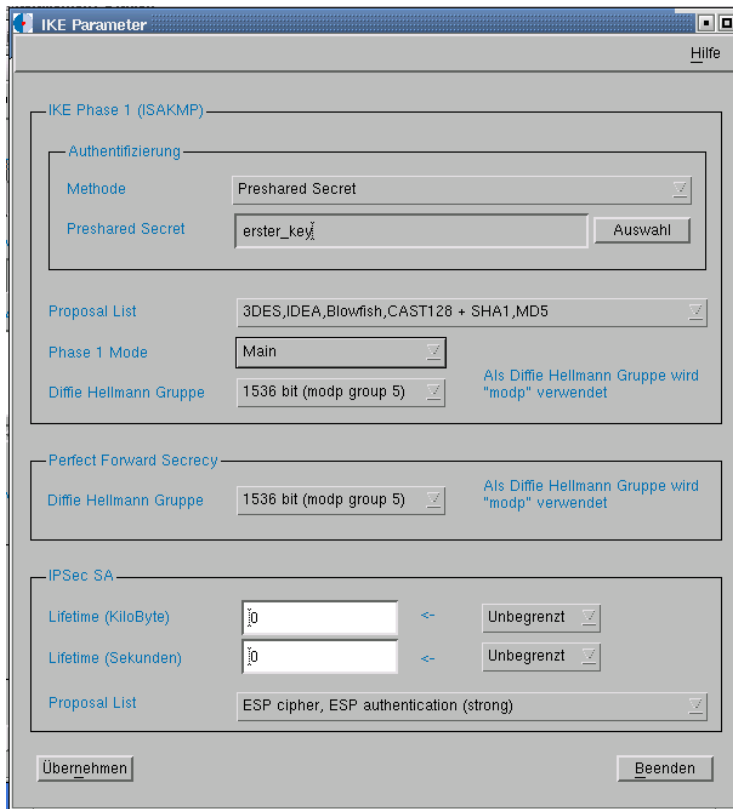 IKE Parameter
Hilfe
IKE Phase 1 (ISAKMP)
Authentifizierung
Methode
Preshared Secret
Preshared Secret
erster_key
Auswahl
Proposal List
3DES,IDEA,Blowfish,CAST128 + SHA1,MD5
Phase 1 Mode
Main
Diffie Hellmann Gruppe
1536 bit (modp group 5)
Als Diffie Hellmann Gruppe wird
"modp" verwendet
Perfect Forward Secrecy
Diffie Hellmann Gruppe
1536 bit (modp group 5)
Als Diffie Hellmann Gruppe wird
"modp" verwendet
IPSec SA
Lifetime (KiloByte)
0
<-
Unbegrenzt
Lifetime (Sekunden)
0
<-
Unbegrenzt
Proposal List
ESP cipher, ESP authentication (strong)
Übernehmen
Beenden